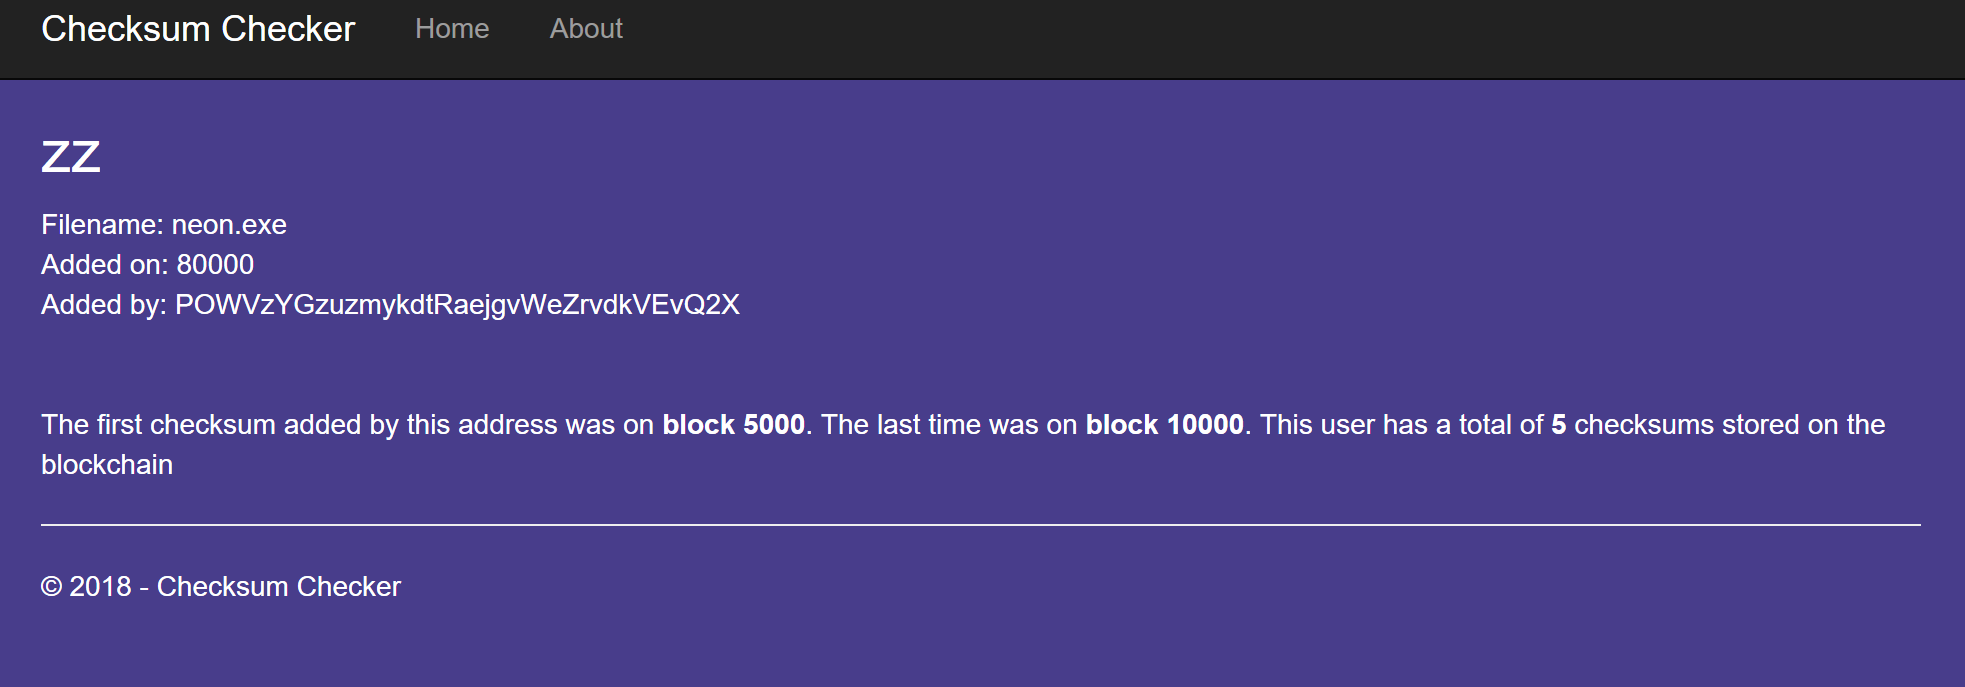 Checksum Checker Home About
zz
Filename: neon.exe
Added on: 80000
Added by: POWVzYGzuzmykdtRaejgvWeZrvdkVEvQ2X
The first checksum added by this address was on block 5000. The last time was on block 10000. This user has a total of 5 checksums stored on the
blockchain
© 2018 - Checksum Checker